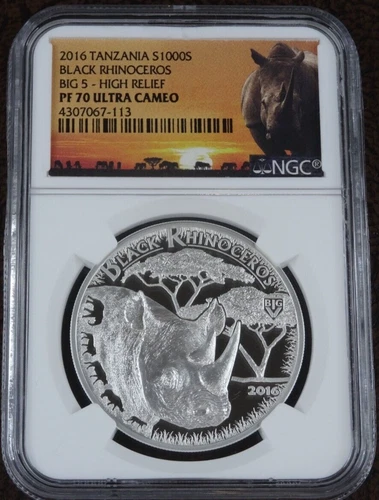 2016 TANZANIA S1000S
BLACK RHINOCEROS
BIG 5 - HIGH RELIEF
PF 70 ULTRA CAMEO
4307067-113
NGC®
BLACK RHINOCEROS
BIG
V
2016